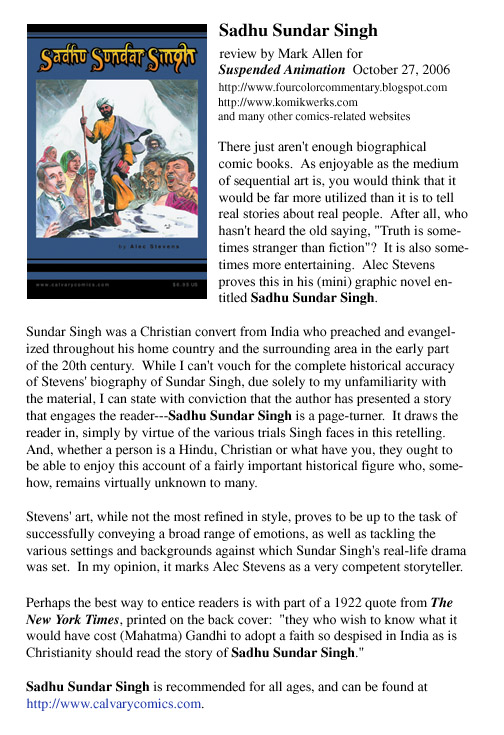 Sadhu Sundar Singh
by Alec Stevens
www.calvarycomics.com
Sadhu Sundar Singh
review by Mark Allen for
Suspended Animation  October 27, 2006
http://www.fourcolorcommentary.blogspot.com
http://www.komikwerks.com
and many other comics-related websites
There just aren't enough biographical
comic books.  As enjoyable as the medium
of sequential art is, you would think that it
would be far more utilized than it is to tell
real stories about real people.  After all, who
hasn't heard the old saying, "Truth is some-
times stranger than fiction"?  It is also some-
times more entertaining.  Alec Stevens
proves this in his (mini) graphic novel en-
titled Sadhu Sundar Singh.
Sundar Singh was a Christian convert from India who preached and evangel-
ized throughout his home country and the surrounding area in the early part
of the 20th century.  While I can't vouch for the complete historical accuracy
of Stevens' biography of Sundar Singh, due solely to my unfamiliarity with
the material, I can state with conviction that the author has presented a story
that engages the reader---Sadhu Sundar Singh is a page-turner.  It draws the
reader in, simply by virtue of the various trials Singh faces in this retelling.
And, whether a person is a Hindu, Christian or what have you, they ought to
be able to enjoy this account of a fairly important historical figure who, some-
how, remains virtually unknown to many.
Stevens' art, while not the most refined in style, proves to be up to the task of
successfully conveying a broad range of emotions, as well as tackling the
various settings and backgrounds against which Sundar Singh's real-life drama
was set.  In my opinion, it marks Alec Stevens as a very competent storyteller.
Perhaps the best way to entice readers is with part of a 1922 quote from The
New York Times, printed on the back cover:  "they who wish to know what it
would have cost (Mahatma) Gandhi to adopt a faith so despised in India as is
Christianity should read the story of Sadhu Sundar Singh."
Sadhu Sundar Singh is recommended for all ages, and can be found at
http://www.calvarycomics.com.